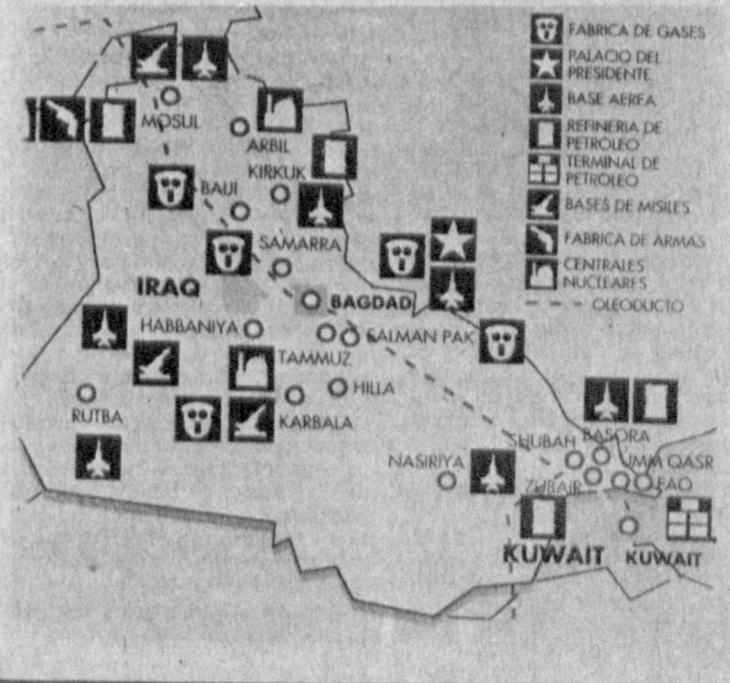 FABRICA DE GASES
PALACIO DEL
PRESIDENTE
BASE AEREA
REFINERIA DE
PETROLEO
TERMINAL DE
PETROLEO
BASES DE MISILES
FABRICA DE ARMAS
CENTRALES
NUCLEARES
OLEODUCTO
MOSUL
ARBIL
KIRKUK
BAIJI
SAMARRA
IRAQ
BAGDAD
HABBANIYA
SALMAN PAK
TAMMUZ
HILLA
RUTBA
KARBALA
SHUBAH
BASORA
NASIRIYA
UMM QASR
ZUBAIR
FAO
KUWAIT
KUWAIT